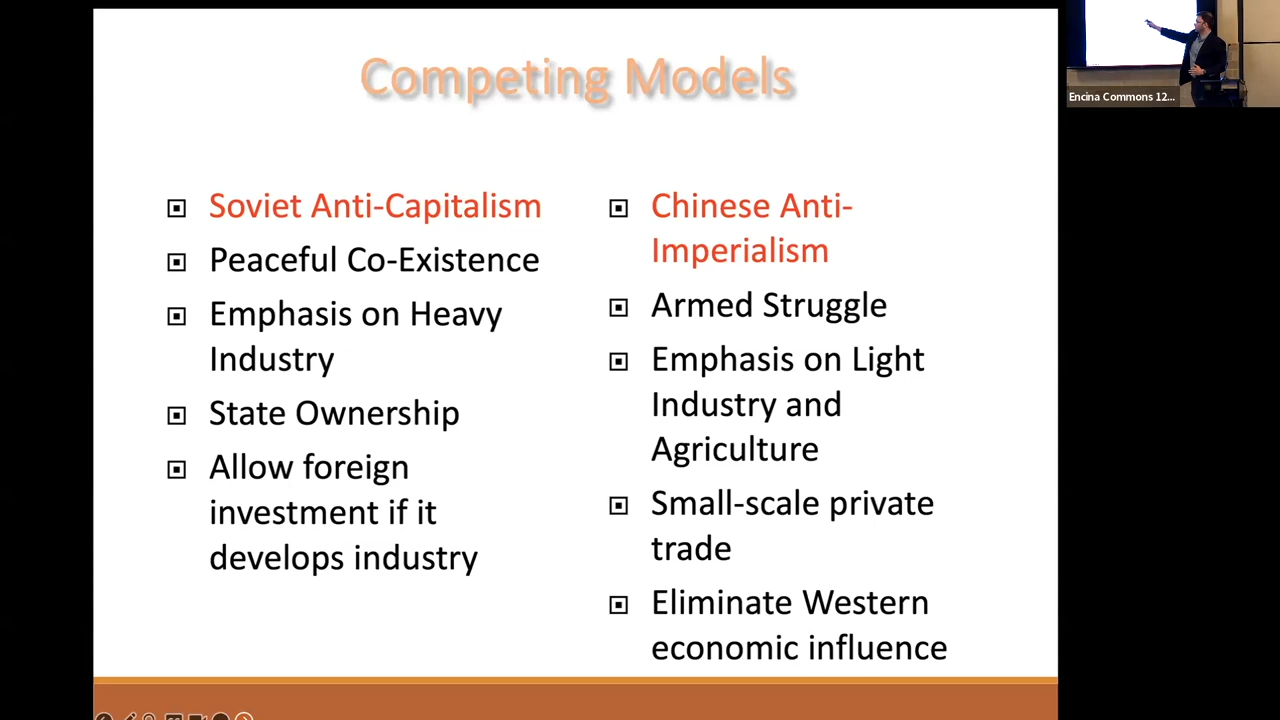 Competing Models
Soviet Anti-Capitalism
Peaceful Co-Existence
Emphasis on Heavy
Industry
State Ownership
Allow foreign
investment if it
develops industry
Chinese Anti-
Imperialism
Armed Struggle
Emphasis on Light
Industry and
Agriculture
Small-scale private
trade
Eliminate Western
economic influence
Encina Commons 12...